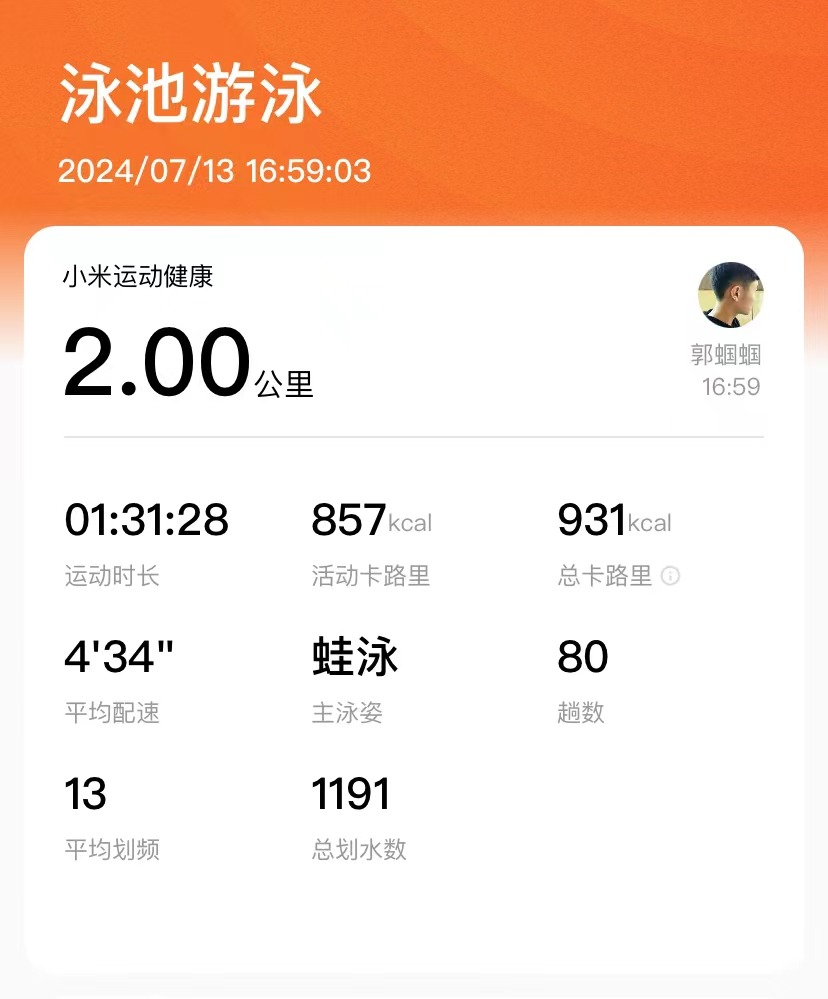 泳池游泳
2024/07/13 16:59:03
小米运动健康
2.00公里
郭蝈蝈
16:59
01:31:28 857kcal 931kcal
运动时长 活动卡路里 总卡路里
4'34" 蛙泳 80
平均配速 主泳姿 趟数
13 1191
平均划频 总划水数